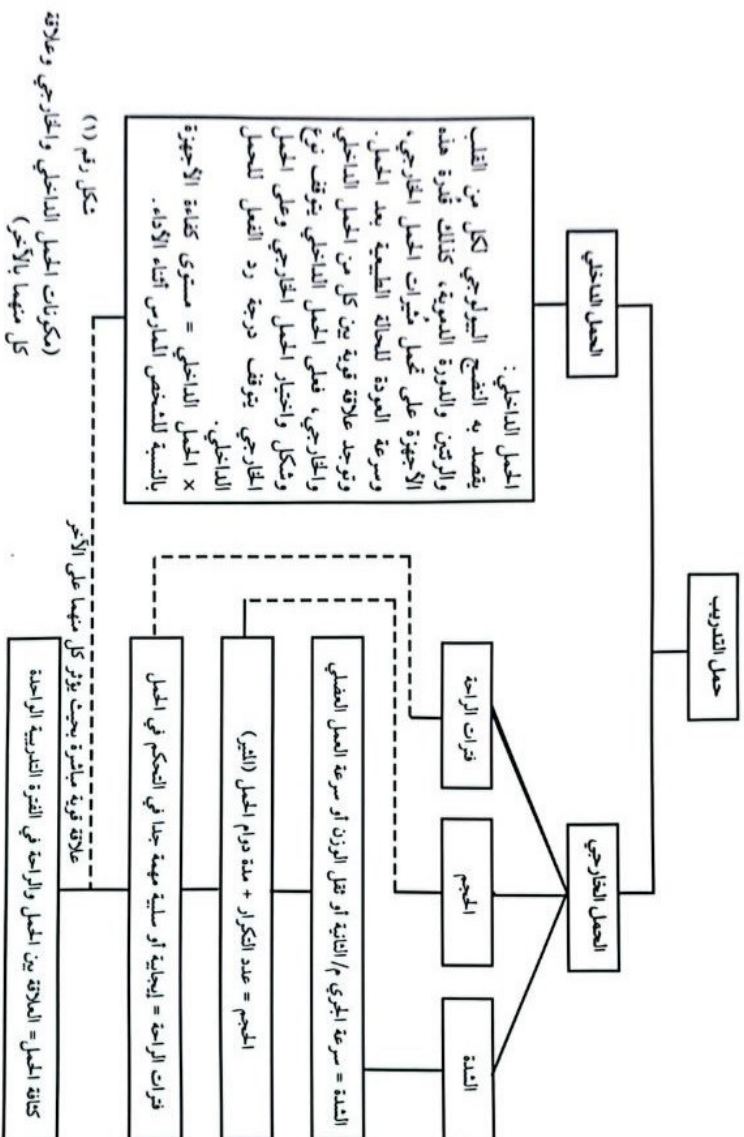 حمل التدريب
الحمل الداخلي
الحمل الخارجي
فترات الراحة
الحجم
الشدة
الحمل الداخلي:
يقصد به النضج البيولوجي لكل من القلب
والرئتين والدورة الدموية، كذلك قُدرة هذه
الأجهزة على تحمل مُثيرات الحمل الخارجي،
وسرعة العودة للحالة الطبيعية بعد الحمل.
وتوجد علاقة قوية بين كل من الحمل الداخلي
والخارجي، فعلى الحمل الداخلي يتوقف نوع
وشكل واختيار الحمل الخارجي وعلى الحمل
الخارجي يتوقف درجة رد الفعل للحمل
الداخلي.
× الحمل الداخلي = مستوى كفاءة الأجهزة
بالنسبة للشخص الممارس أثناء الأداء.
الشدة = سرعة الجري م/الثانية أو ثقل الوزن أو سرعة العمل العضلي
الحجم = عدد التكرار + مدة دوام الحمل (المثير)
فترات الراحة = إيجابية أو سلبية مهمة جدا في التحكم في الحمل
علاقة قوية مباشرة بحيث يؤثر كل منهما على الأخر
كثافة الحمل= العلاقة بين الحمل والراحة في الفترة التدريبية الواحدة
شكل رقم (١)
(مكونات الحمل الداخلي والخارجي وعلاقة
كل منهما بالآخر)